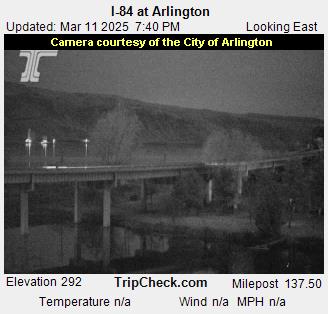 I-84 at Arlington
Updated: Mar 11 2025 7:40 PM Looking East
Camera courtesy of the City of Arlington
Elevation 292 TripCheck.com Milepost 137.50
Temperature n/a Wind n/a MPH n/a